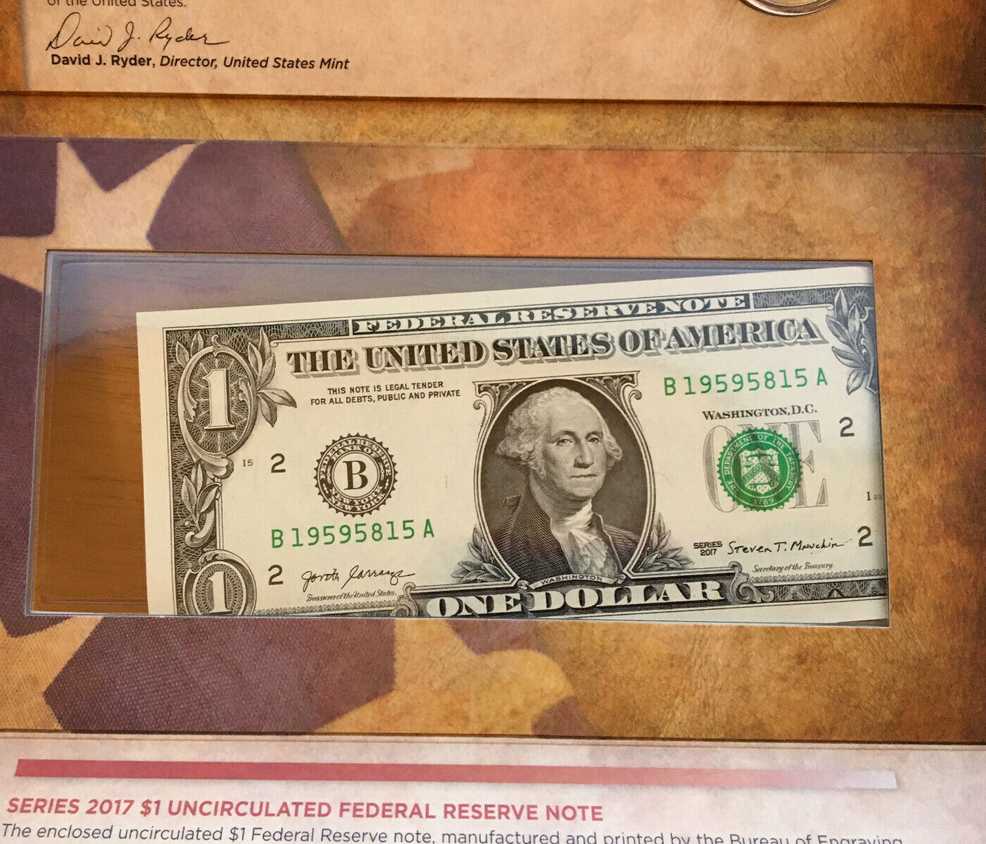 of the United States.
David J. Ryder
David J. Ryder, Director, United States Mint
FEDERAL RESERVE NOTE
THE UNITED STATES OF AMERICA
1
THIS NOTE IS LEGAL TENDER
FOR ALL DEBTS, PUBLIC AND PRIVATE
B 19595815 A
WASHINGTON, D.C.
ONE
2
15 2
B
B 19595815 A
1
SERIES
2017
Steven T. Mnuchin
2
Secretary of the Treasury.
2
Treasurer of the United States.
1
WASHINGTON
ONE DOLLAR
SERIES 2017 $1 UNCIRCULATED FEDERAL RESERVE NOTE
The enclosed uncirculated $1 Federal Reserve note, manufactured and printed by the Bureau of Engraving